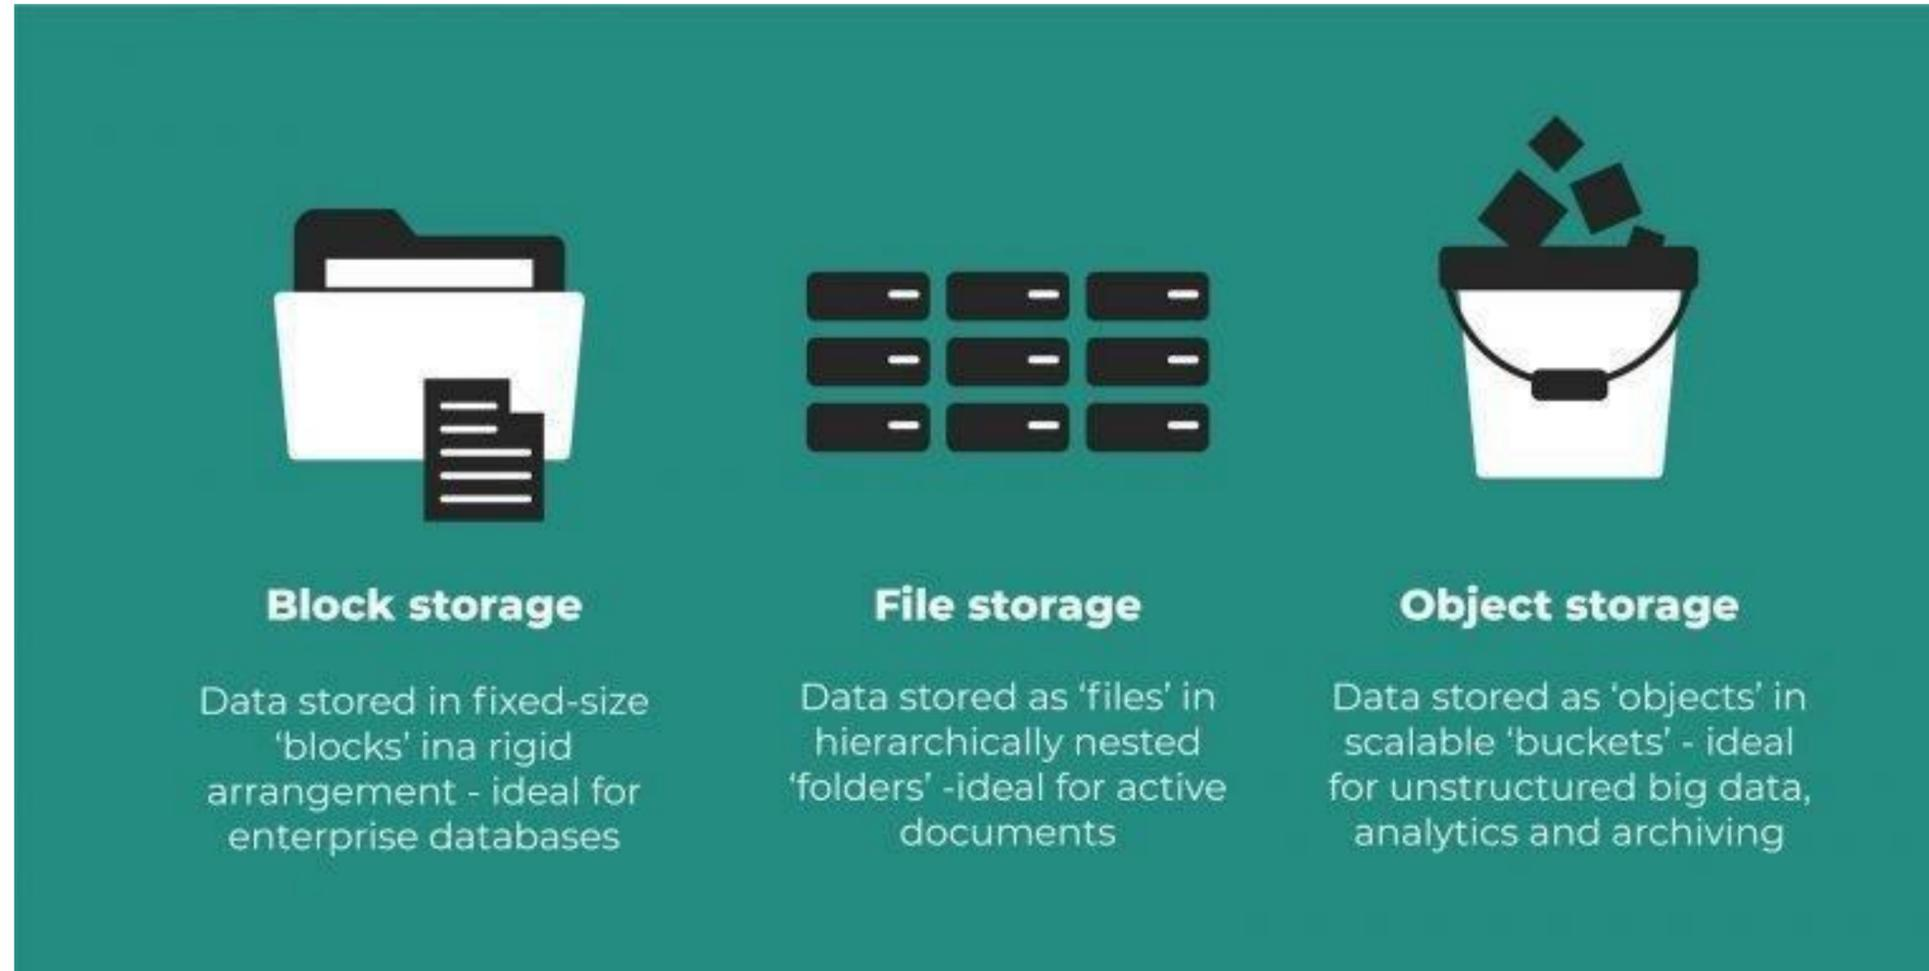 Block storage
Data stored in fixed-size
‘blocks’ ina rigid
arrangement - ideal for
enterprise databases
File storage
Data stored as ‘files’ in
hierarchically nested
‘folders’ -ideal for active
documents
Object storage
Data stored as ‘objects’ in
scalable ‘buckets’ - ideal
for unstructured big data,
analytics and archiving